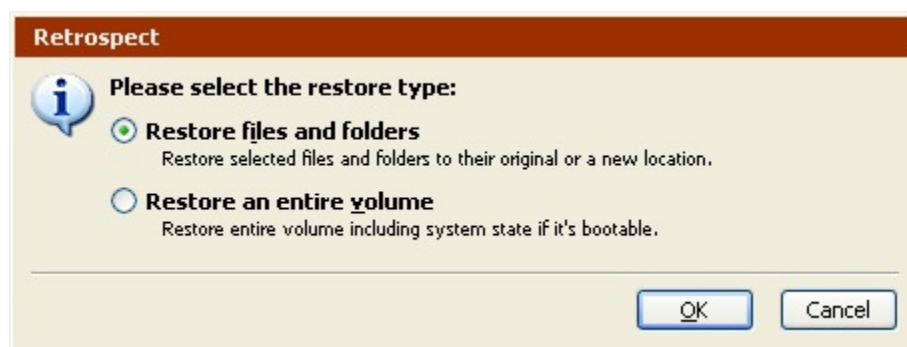 Retrospect
Please select the restore type:
Restore files and folders
Restore selected files and folders to their original or a new location.
Restore an entire volume
Restore entire volume including system state if it's bootable.
OK
Cancel